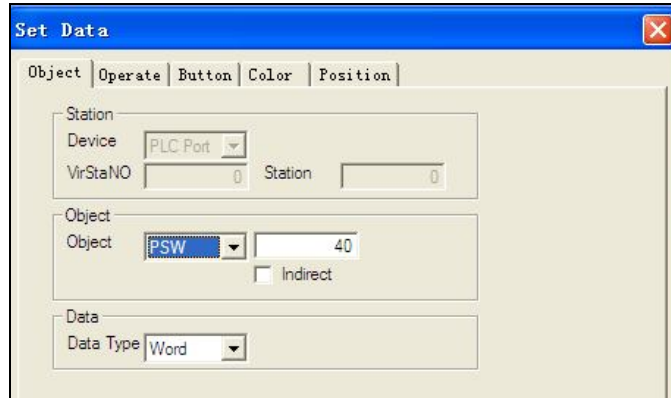 Set Data
Object Operate Button Color Position
Station
Device PLC Port
VirStaNO 0 Station 0
Object
Object PSW 40
Indirect
Data
Data Type Word